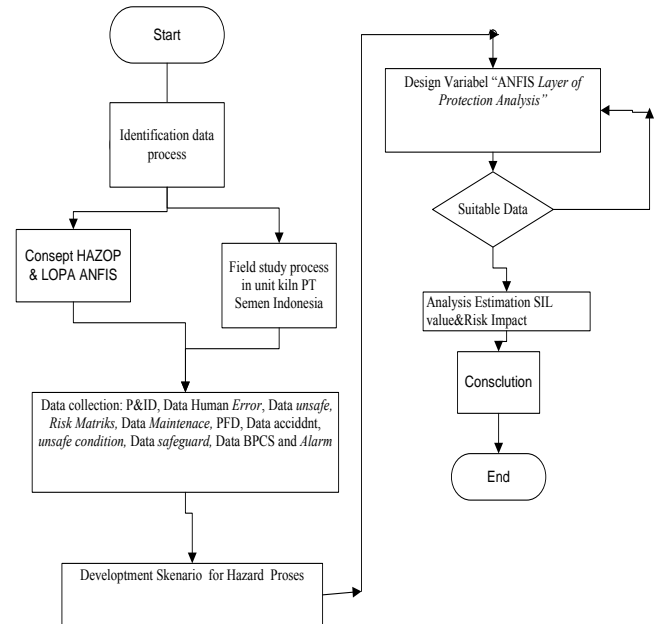 Start
Identification data
process
Consept HAZOP
& LOPA ANFIS
Field study process
in unit kiln PT
Semen Indonesia
Data collection: P&ID, Data Human Error, Data unsafe,
Risk Matriks, Data Maintenace, PFD, Data acciddnt,
unsafe condition, Data safeguard, Data BPCS and Alarm
Developtment Skenario for Hazard Proses
Design Variabel "ANFIS Layer of
Protection Analysis"
Suitable Data
Analysis Estimation SIL
value&Risk Impact
Consclution
End